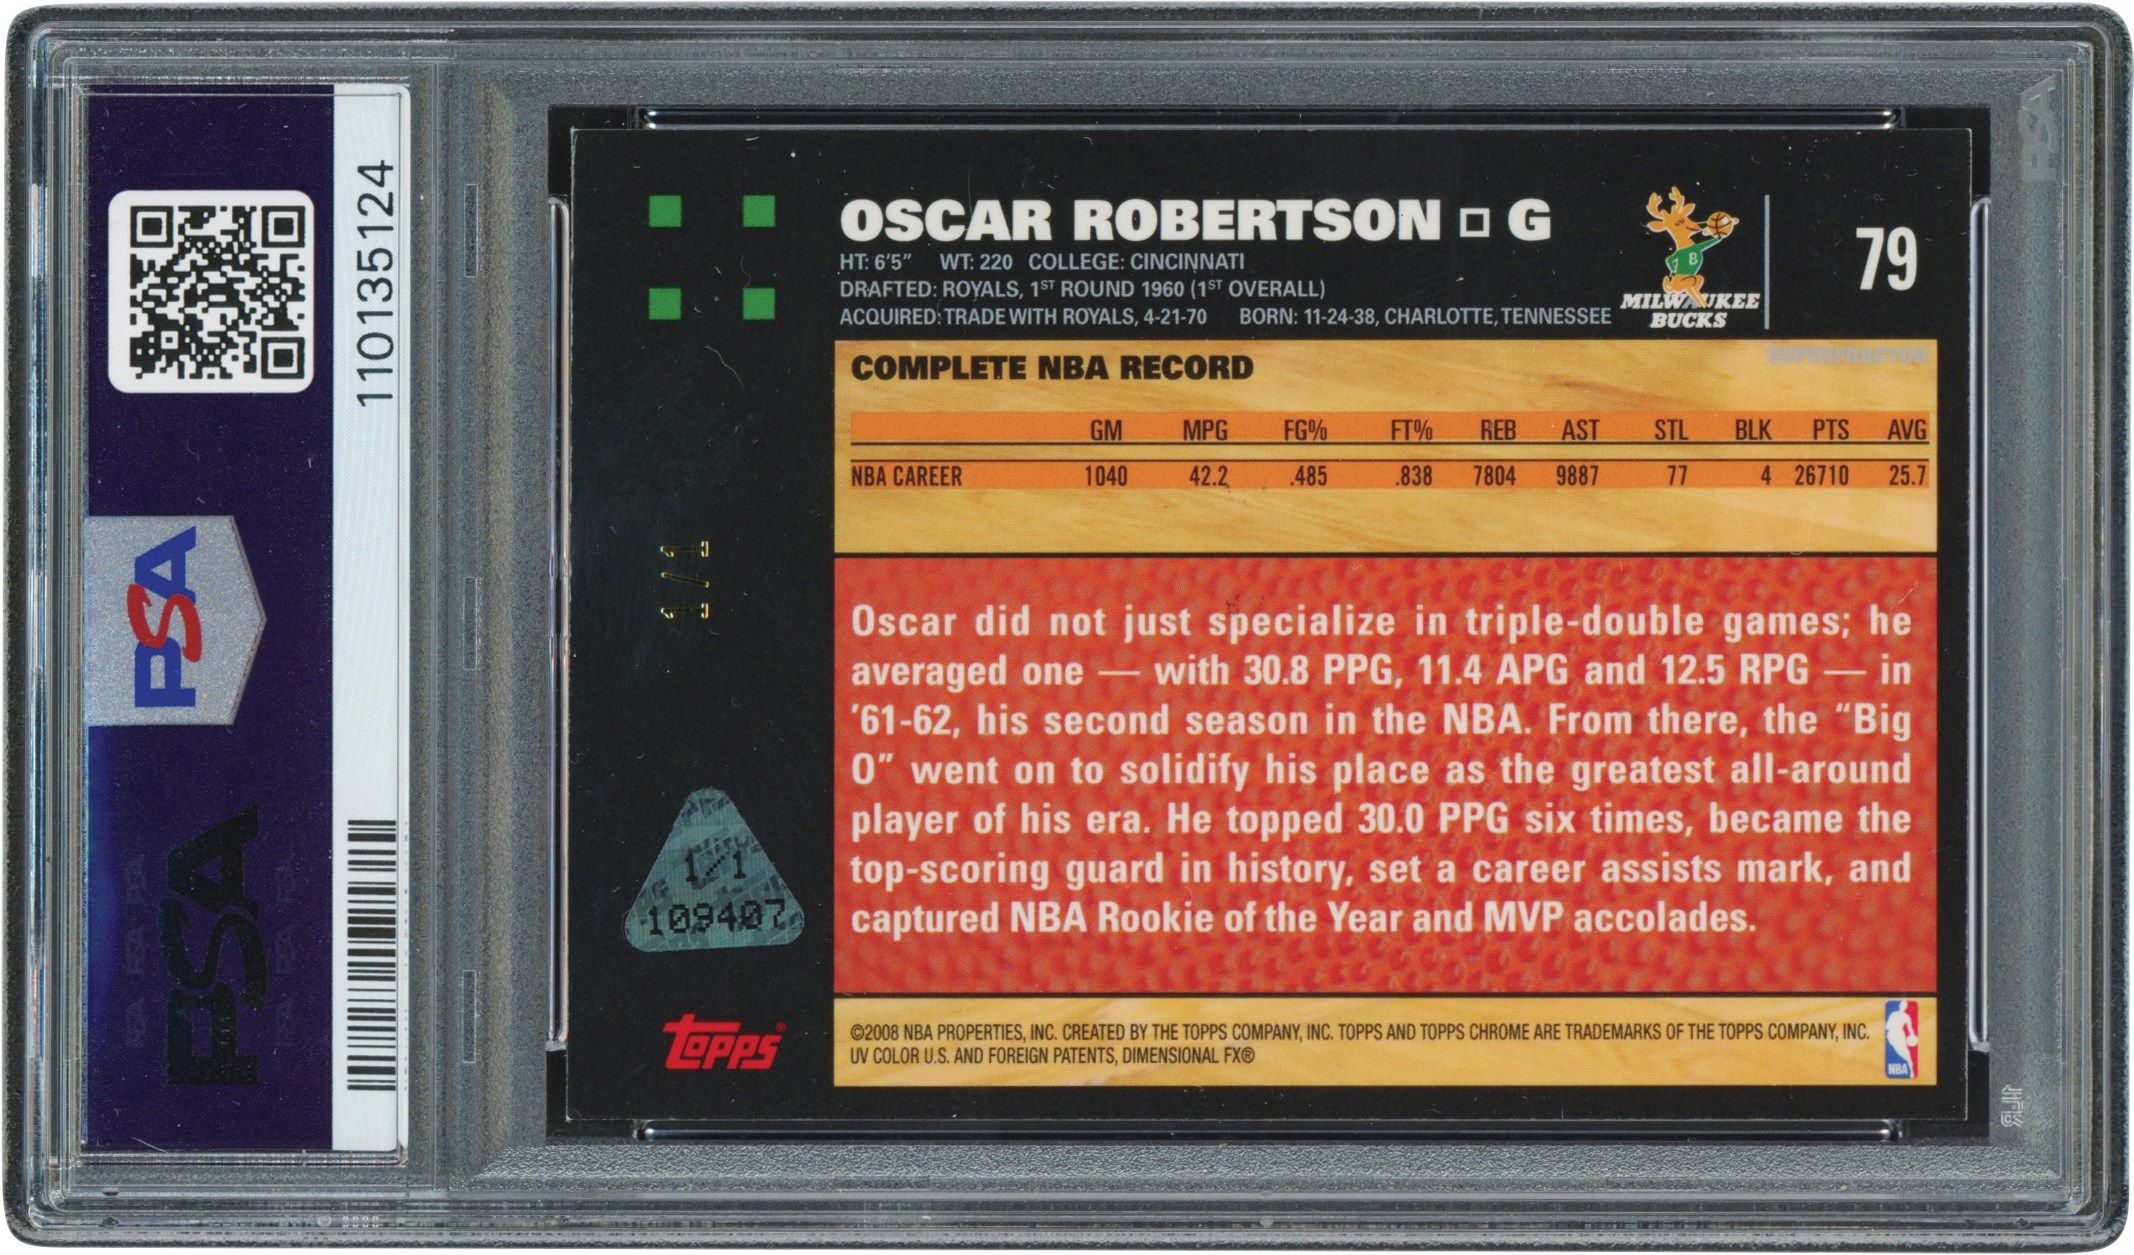 110135124
PSA
PSA
OSCAR ROBERTSON □ G
HT: 6'5" WT: 220 COLLEGE: CINCINNATI
DRAFTED: ROYALS, 1ST ROUND 1960 (1ST OVERALL)
ACQUIRED: TRADE WITH ROYALS, 4-21-70 BORN: 11-24-38, CHARLOTTE, TENNESSEE
B
MILWAUKEE
BUCKS
79
SUPERFRACTOR
COMPLETE NBA RECORD
GM MPG FG% FT% REB AST STL BLK PTS AVG
NBA CAREER 1040 42.2 .485 .838 7804 9887 77 4 26710 25.7
1/1
Oscar did not just specialize in triple-double games; he
averaged one — with 30.8 PPG, 11.4 APG and 12.5 RPG — in
'61-62, his second season in the NBA. From there, the “Big
O” went on to solidify his place as the greatest all-around
player of his era. He topped 30.0 PPG six times, became the
top-scoring guard in history, set a career assists mark, and
captured NBA Rookie of the Year and MVP accolades.
1/1
109407
Topps®
©2008 NBA PROPERTIES, INC. CREATED BY THE TOPPS COMPANY, INC. TOPPS AND TOPPS CHROME ARE TRADEMARKS OF THE TOPPS COMPANY, INC.
UV COLOR U.S. AND FOREIGN PATENTS, DIMENSIONAL FX®
NBA
PSA